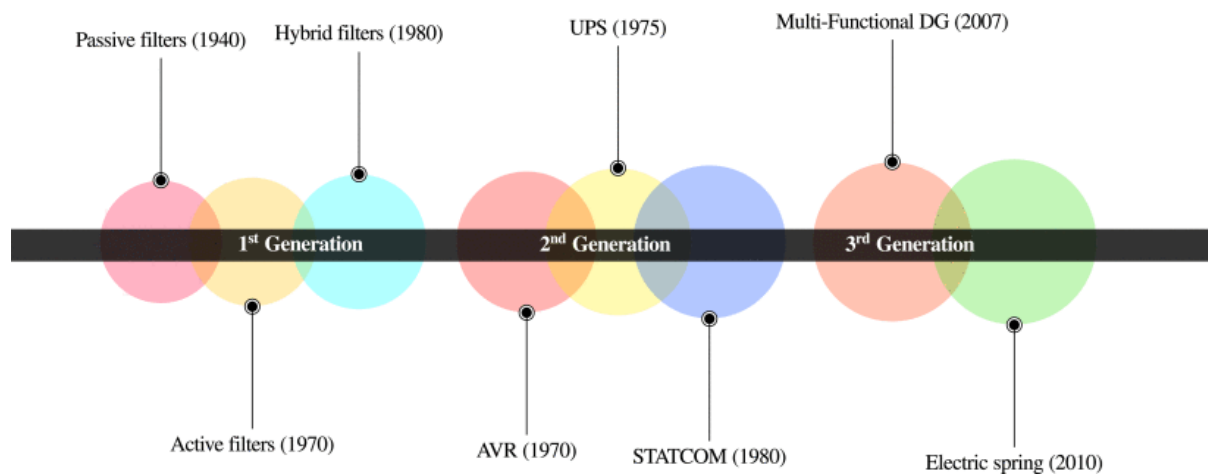 Passive filters (1940)
Hybrid filters (1980)
UPS (1975)
Multi-Functional DG (2007)
1st Generation
2nd Generation
3rd Generation
Active filters (1970)
AVR (1970)
STATCOM (1980)
Electric spring (2010)